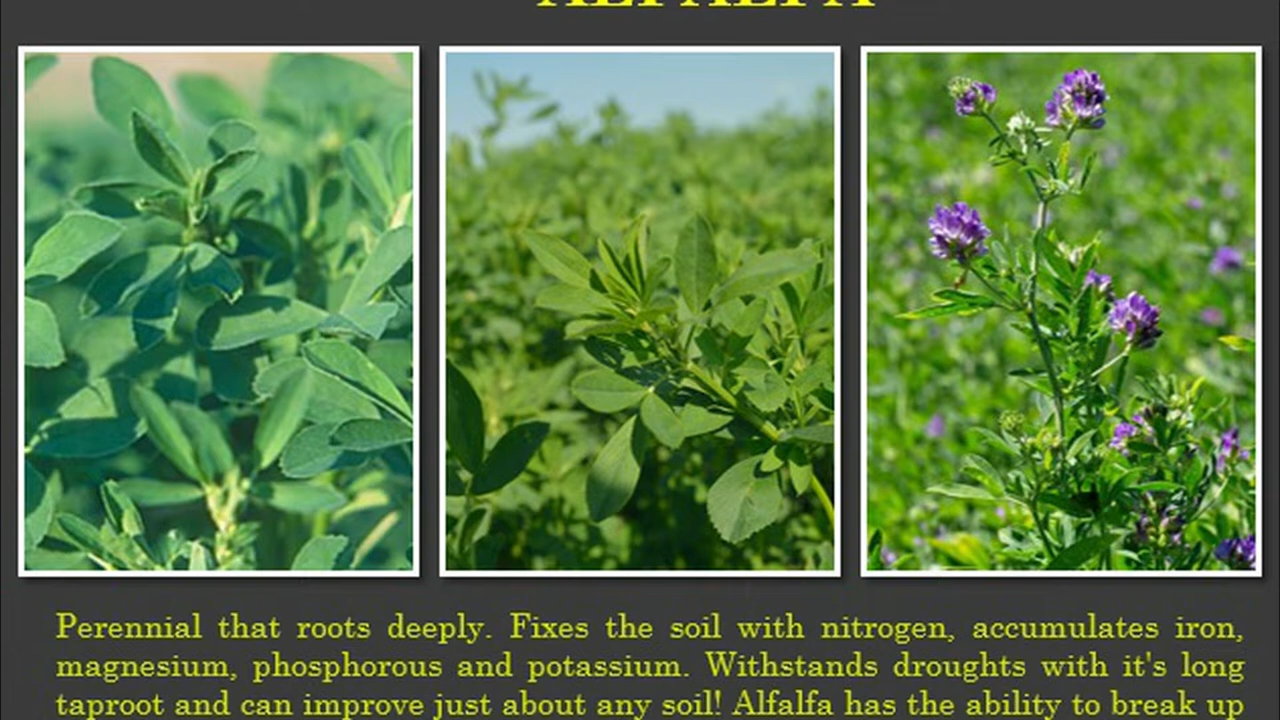 ALFALFA
Perennial that roots deeply. Fixes the soil with nitrogen, accumulates iron,
magnesium, phosphorous and potassium. Withstands droughts with it's long
taproot and can improve just about any soil! Alfalfa has the ability to break up